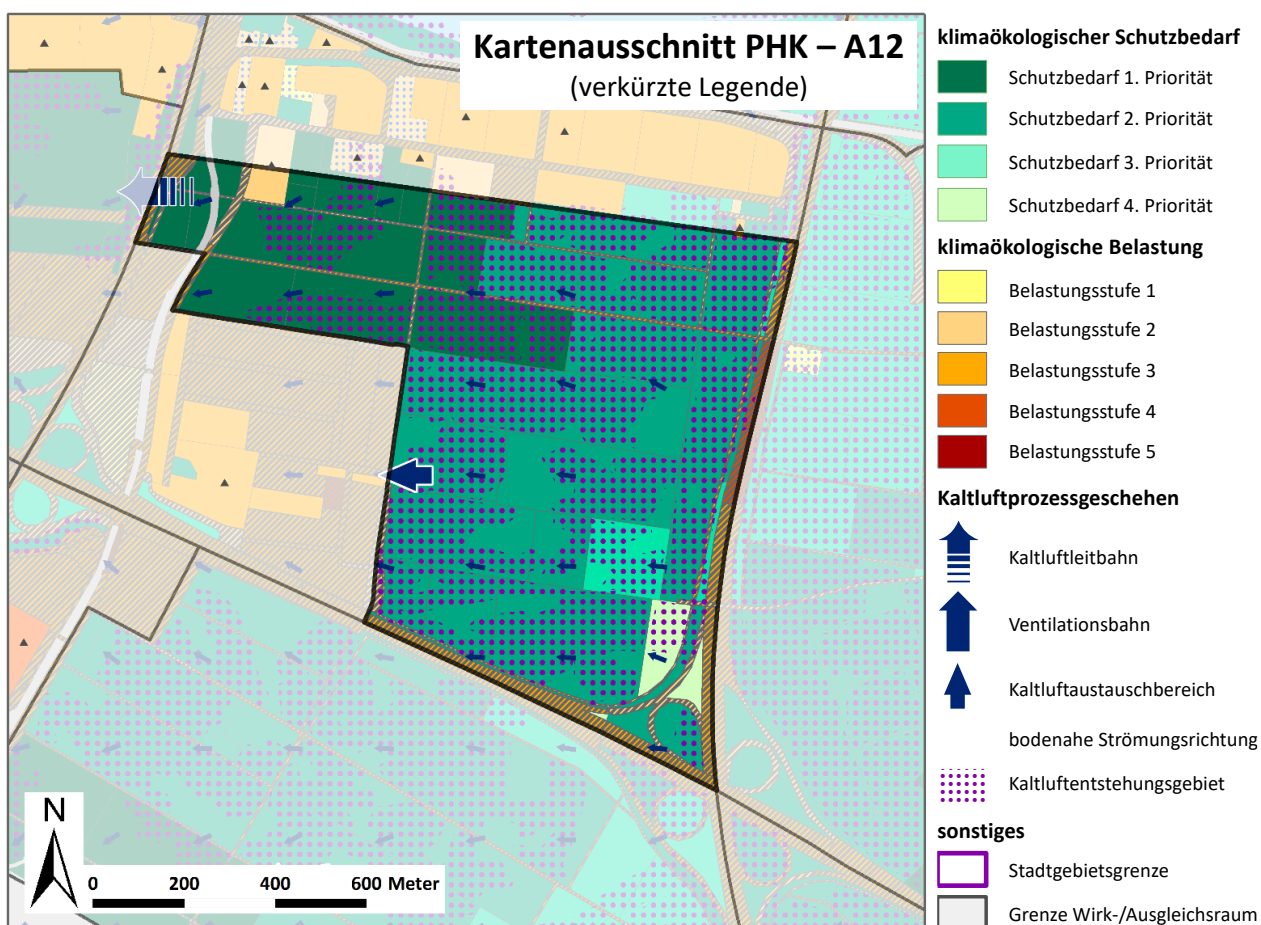 Kartenausschnitt PHK – A12
(verkürzte Legende)
klimaökologischer Schutzbedarf
Schutzbedarf 1. Priorität
Schutzbedarf 2. Priorität
Schutzbedarf 3. Priorität
Schutzbedarf 4. Priorität
klimaökologische Belastung
Belastungsstufe 1
Belastungsstufe 2
Belastungsstufe 3
Belastungsstufe 4
Belastungsstufe 5
Kaltluftprozessgeschehen
Kaltluftleitbahn
Ventilationsbahn
Kaltluftaustauschbereich
bodenahe Strömungsrichtung
Kaltluftentstehungsgebiet
sonstiges
Stadtgebietsgrenze
Grenze Wirk-/Ausgleichsraum
N
0 200 400 600 Meter